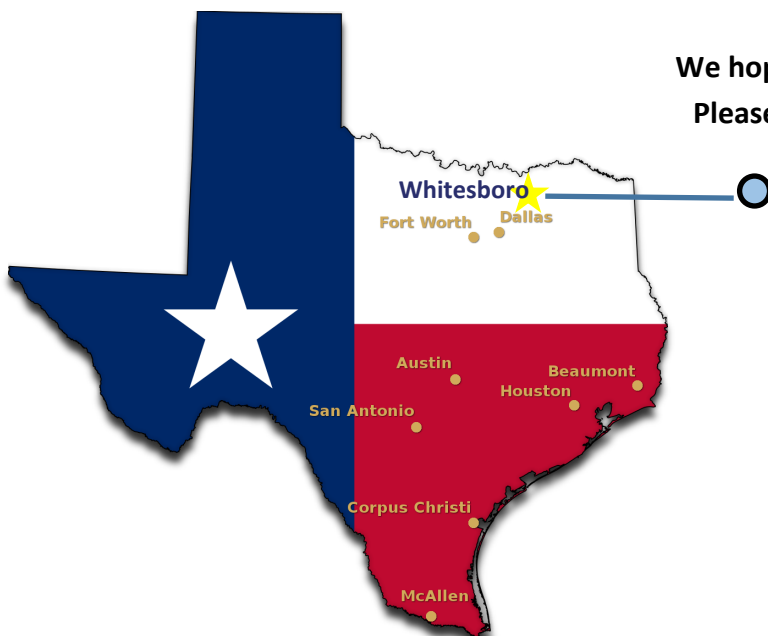 We hop
Please
Whitesboro
Dallas
Fort Worth
Austin
Beaumont
Houston
San Antonio
Corpus Christi
McAllen